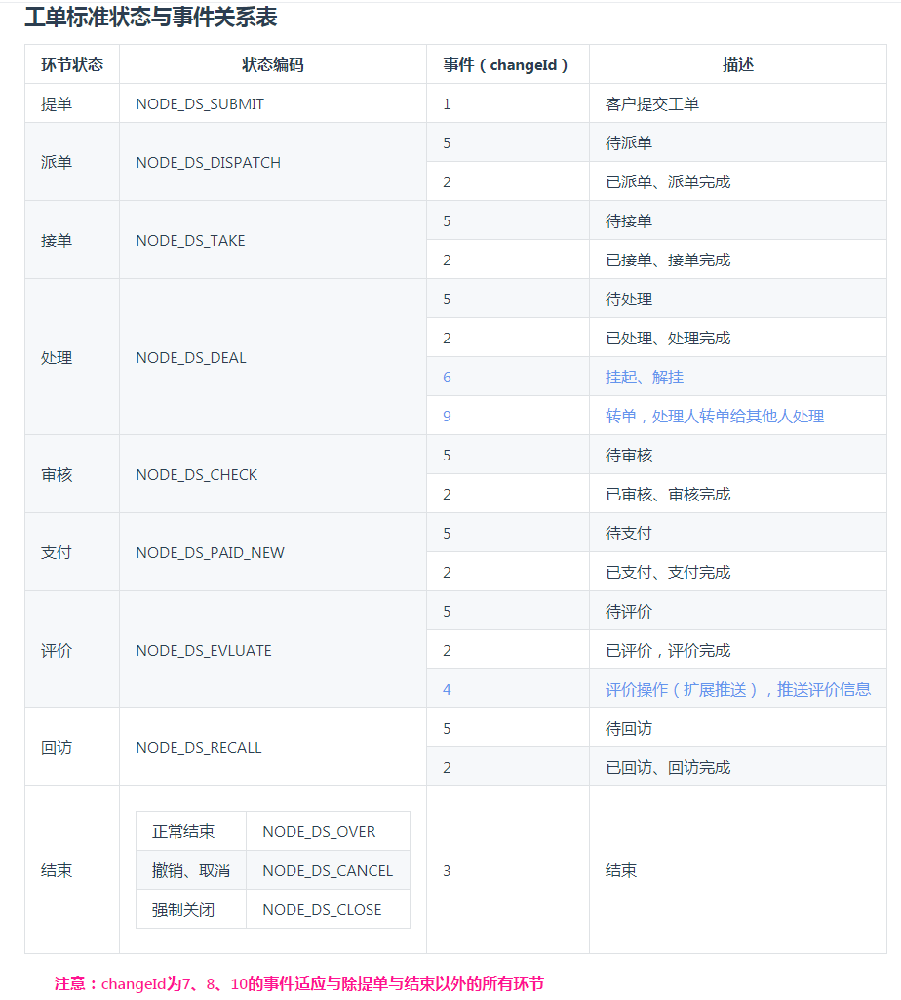 工单标准状态与事件关系表
环节状态 状态编码 事件（changeId） 描述
提单 NODE_DS_SUBMIT 1 客户提交工单
派单 NODE_DS_DISPATCH 5 待派单
2 已派单、派单完成
接单 NODE_DS_TAKE 5 待接单
2 已接单、接单完成
处理 NODE_DS_DEAL 5 待处理
2 已处理、处理完成
6 挂起、解挂
9 转单，处理人转单给其他人处理
审核 NODE_DS_CHECK 5 待审核
2 已审核、审核完成
支付 NODE_DS_PAID_NEW 5 待支付
2 已支付、支付完成
评价 NODE_DS_EVLUATE 5 待评价
2 已评价，评价完成
4 评价操作（扩展推送），推送评价信息
回访 NODE_DS_RECALL 5 待回访
2 已回访、回访完成
结束 正常结束 NODE_DS_OVER 3 结束
撤销、取消 NODE_DS_CANCEL
强制关闭 NODE_DS_CLOSE
注意：changeId为7、8、10的事件适应与除提单与结束以外的所有环节